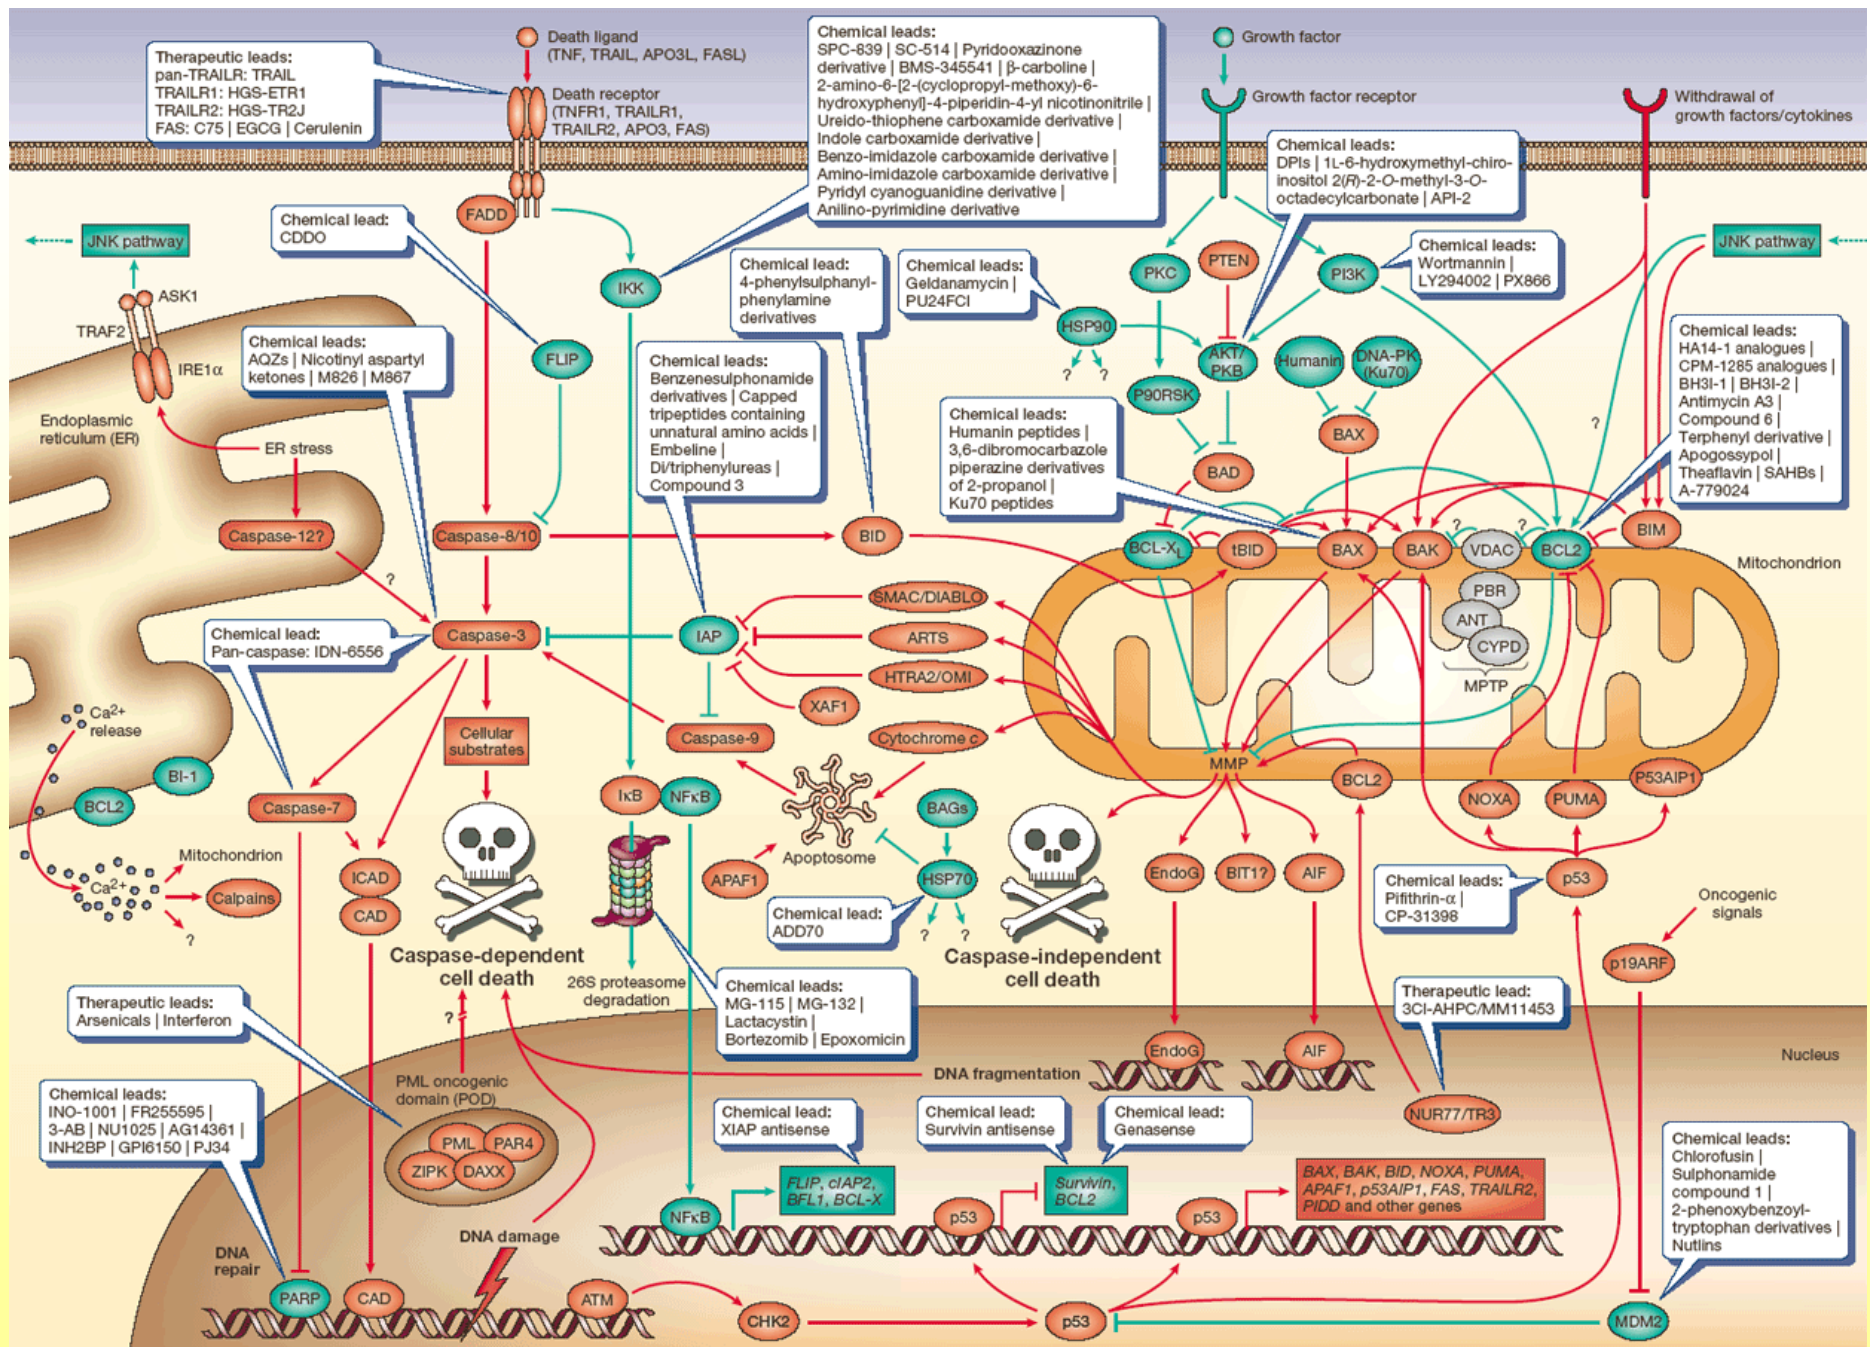 Therapeutic leads:
pan-TRAILR: TRAIL
TRAILR1: HGS-ETR1
TRAILR2: HGS-TR2J
FAS: C75 | EGCG | Cerulenin
Death ligand
(TNF, TRAIL, APO3L, FASL)
Death receptor
(TNFR1, TRAILR1,
TRAILR2, APO3, FAS)
Chemical leads:
SPC-839 | SC-514 | Pyridooxazinone
derivative | BMS-345541 | β-carboline |
2-amino-6-[2-(cyclopropyl-methoxy)-6-
hydroxyphenyl]-4-piperidin-4-yl nicotinonitrile |
Ureido-thiophene carboxamide derivative |
Indole carboxamide derivative |
Benzo-imidazole carboxamide derivative |
Amino-imidazole carboxamide derivative |
Pyridyl cyanoguanidine derivative |
Anilino-pyrimidine derivative
Growth factor
Growth factor receptor
Withdrawal of
growth factors/cytokines
Chemical leads:
DPIs | 1L-6-hydroxymethyl-chiro-
inositol 2(R)-2-O-methyl-3-O-
octadecylcarbonate | API-2
FADD
JNK pathway
Chemical lead:
CDDO
IKK
Chemical lead:
4-phenylsulphanyl-
phenylamine
derivatives
Chemical leads:
Geldanamycin |
PU24FCl
PKC
PTEN
PI3K
Chemical leads:
Wortmannin |
LY294002 | PX866
JNK pathway
ASK1
TRAF2
IRE1α
Endoplasmic
reticulum (ER)
ER stress
Chemical leads:
AQZs | Nicotinyl aspartyl
ketones | M826 | M867
FLIP
Chemical leads:
Benzenesulphonamide
derivatives | Capped
tripeptides containing
unnatural amino acids |
Embeline |
Di/triphenylureas |
Compound 3
HSP90
? ?
AKT/
PKB
P90RSK
Humanin
DNA-PK
(Ku70)
BAX
BAD
Chemical leads:
Humanin peptides |
3,6-dibromocarbazole
piperazine derivatives
of 2-propanol |
Ku70 peptides
?
Chemical leads:
HA14-1 analogues |
CPM-1285 analogues |
BH3I-1 | BH3I-2 |
Antimycin A3 |
Compound 6 |
Terphenyl derivative |
Apogossypol |
Theaflavin | SAHBs |
A-779024
Caspase-12?
?
Caspase-8/10
BID
BCL-XL
tBID
BAX
BAK
?
VDAC
?
BCL2
BIM
Mitochondrion
PBR
ANT
CYPD
MPTP
SMAC/DIABLO
ARTS
HTRA2/OMI
XAF1
Cytochrome c
IAP
Caspase-3
Chemical lead:
Pan-caspase: IDN-6556
Ca2+
release
Cellular
substrates
Caspase-9
MMP
BCL2
NOXA
PUMA
P53AIP1
BI-1
BCL2
Caspase-7
IκB
NFκB
Apoptosome
APAF1
BAGs
HSP70
? ?
Chemical lead:
ADD70
EndoG
BIT1?
AIF
Chemical leads:
Pifithrin-α |
CP-31398
p53
Oncogenic
signals
p19ARF
Ca2+
Mitochondrion
Calpains
?
ICAD
CAD
Caspase-dependent
cell death
26S proteasome
degradation
Caspase-independent
cell death
Chemical leads:
MG-115 | MG-132 |
Lactacystin |
Bortezomib | Epoxomicin
Therapeutic leads:
Arsenicals | Interferon
?
Therapeutic lead:
3Cl-AHPC/MM11453
Nucleus
EndoG
AIF
DNA fragmentation
PML oncogenic
domain (POD)
PML
PAR4
ZIPK
DAXX
NUR77/TR3
Chemical leads:
INO-1001 | FR255595 |
3-AB | NU1025 | AG14361 |
INH2BP | GPI6150 | PJ34
Chemical lead:
XIAP antisense
Chemical lead:
Survivin antisense
Chemical lead:
Genasense
Chemical leads:
Chlorofusin |
Sulphonamide
compound 1 |
2-phenoxybenzoyl-
tryptophan derivatives |
Nutlins
FLIP, cIAP2,
BFL1, BCL-X
Survivin,
BCL2
BAX, BAK, BID, NOXA, PUMA,
APAF1, p53AIP1, FAS, TRAILR2,
PIDD and other genes
NFκB
p53
p53
DNA damage
DNA
repair
PARP
CAD
ATM
CHK2
p53
MDM2